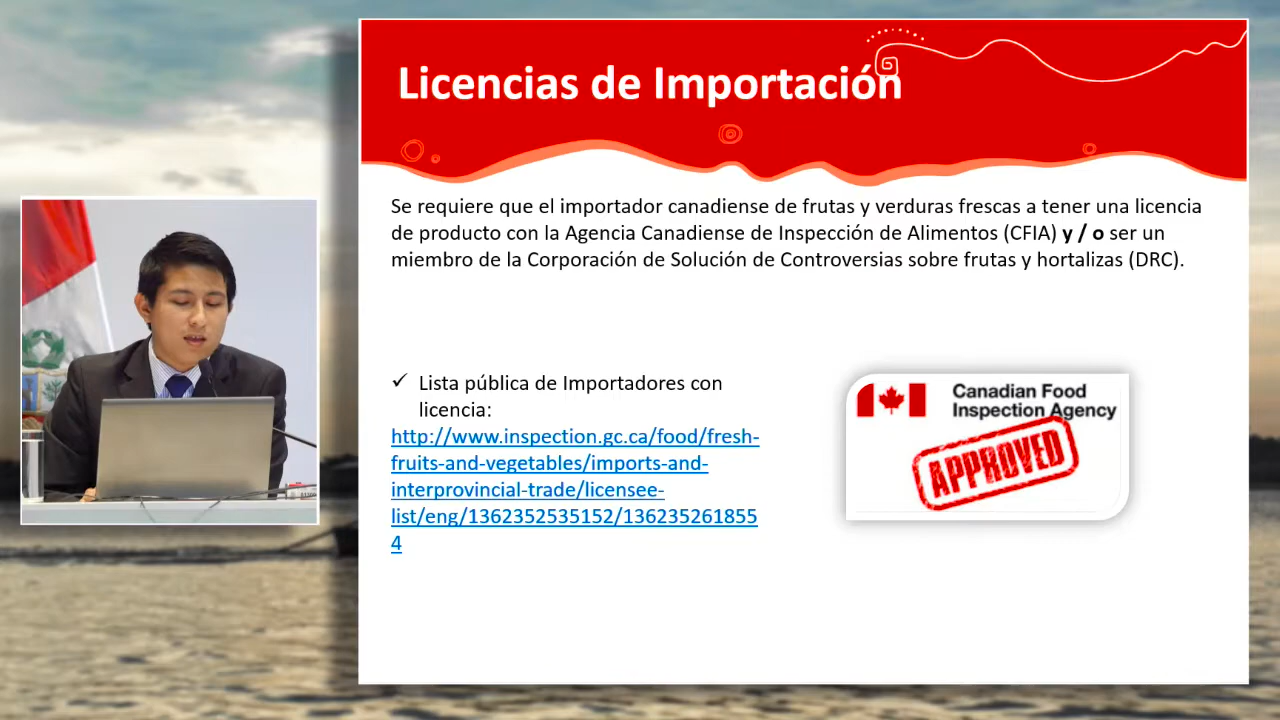 Licencias de Importación
Se requiere que el importador canadiense de frutas y verduras frescas a tener una licencia
de producto con la Agencia Canadiense de Inspección de Alimentos (CFIA) y / o ser un
miembro de la Corporación de Solución de Controversias sobre frutas y hortalizas (DRC).
✓ Lista pública de Importadores con
licencia:
http://www.inspection.gc.ca/food/fresh-
fruits-and-vegetables/imports-and-
interprovincial-trade/licensee-
list/eng/1362352535152/136235261855
4
Canadian Food
Inspection Agency
APPROVED